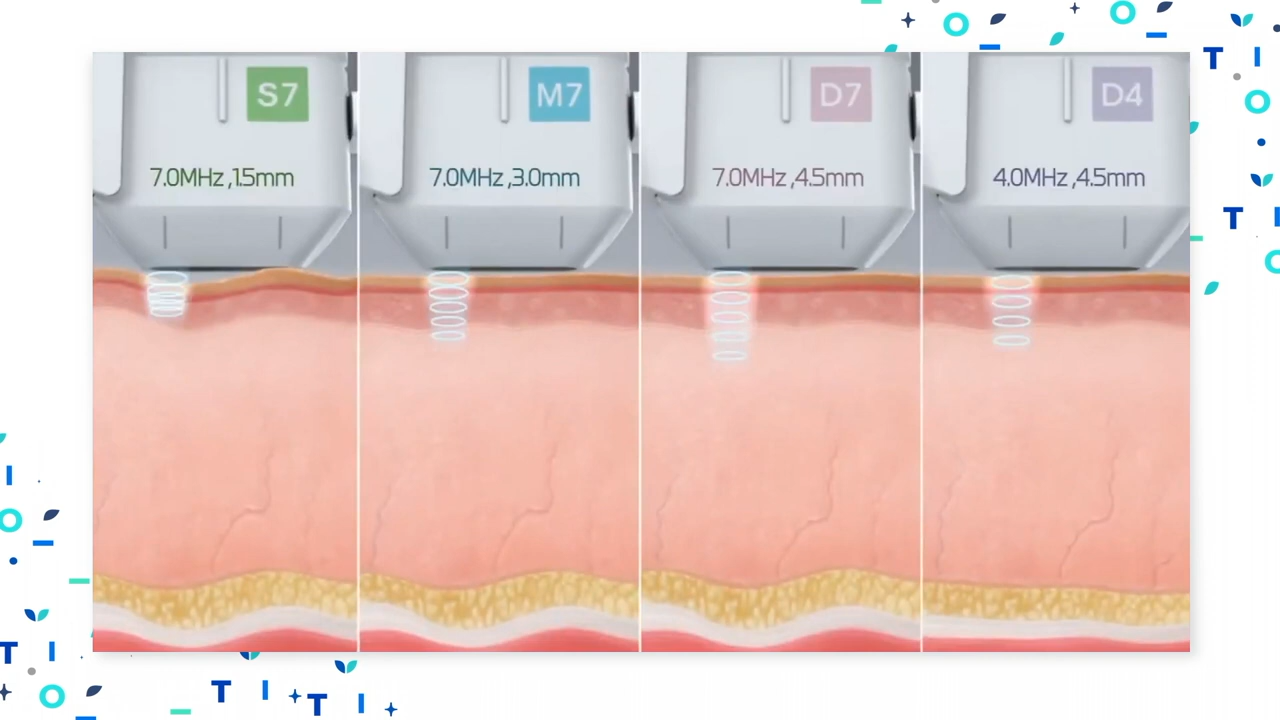 S7
7.0MHz ,1.5mm
M7
7.0MHz ,3.0mm
D7
7.0MHz ,4.5mm
D4
4.0MHz ,4.5mm